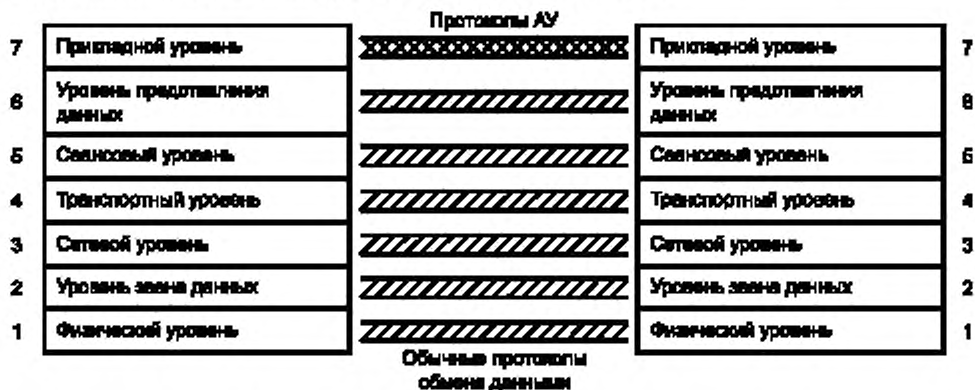 Протоколы АУ
7 Прикладной уровень Прикладной уровень 7
6 Уровень представления Уровень представления 6
данных данных
5 Сеансовый уровень Сеансовый уровень 5
4 Транспортный уровень Транспортный уровень 4
3 Сетевой уровень Сетевой уровень 3
2 Уровень звена данных Уровень звена данных 2
1 Физический уровень Физический уровень 1
Обычные протоколы
обмена данными